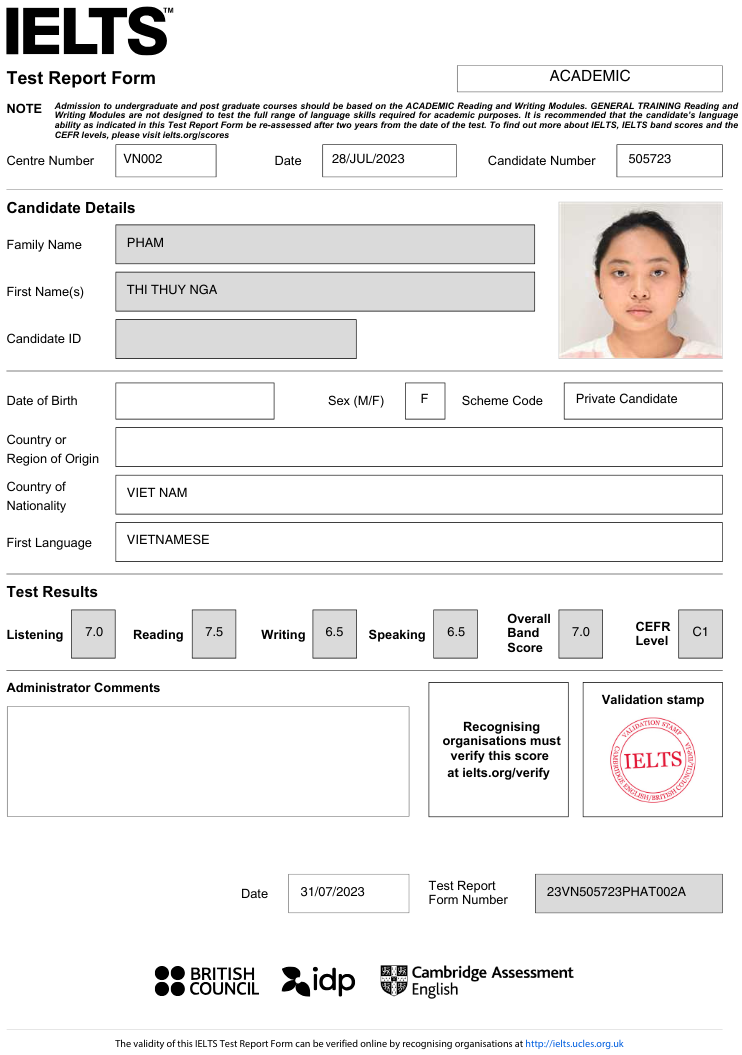 IELTS™
Test Report Form
ACADEMIC
NOTE
Admission to undergraduate and post graduate courses should be based on the ACADEMIC Reading and Writing Modules. GENERAL TRAINING Reading and
Writing Modules are not designed to test the full range of language skills required for academic purposes. It is recommended that the candidate's language
ability as indicated in this Test Report Form be re-assessed after two years from the date of the test. To find out more about IELTS, IELTS band scores and the
CEFR levels, please visit ielts.org/scores
Centre Number VN002 Date 28/JUL/2023 Candidate Number 505723
Candidate Details
Family Name PHAM
First Name(s) THI THUY NGA
Candidate ID
Date of Birth Sex (M/F) F Scheme Code Private Candidate
Country or
Region of Origin
Country of
Nationality
VIET NAM
First Language VIETNAMESE
Test Results
Listening 7.0 Reading 7.5 Writing 6.5 Speaking 6.5
Overall
Band
Score
7.0
CEFR
Level
C1
Administrator Comments
Recognising
organisations must
verify this score
at ielts.org/verify
Validation stamp
VALIDATION STAMP
IELTS
CAMBRIDGE ENGLISH/BRITISH COUNCIL/IDP:IA
Date 31/07/2023
Test Report
Form Number
23VN505723PHAT002A
BRITISH
COUNCIL
idp
Cambridge Assessment
English
The validity of this IELTS Test Report Form can be verified online by recognising organisations at http://ielts.ucles.org.uk